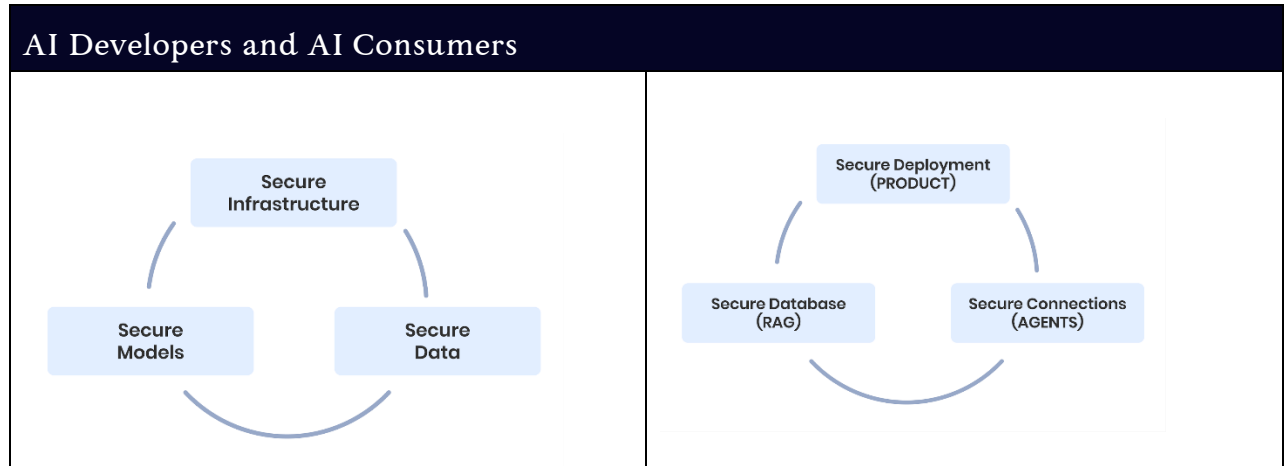 AI Developers and AI Consumers
Secure
Infrastructure
Secure
Models
Secure
Data
Secure Deployment
(PRODUCT)
Secure Database
(RAG)
Secure Connections
(AGENTS)